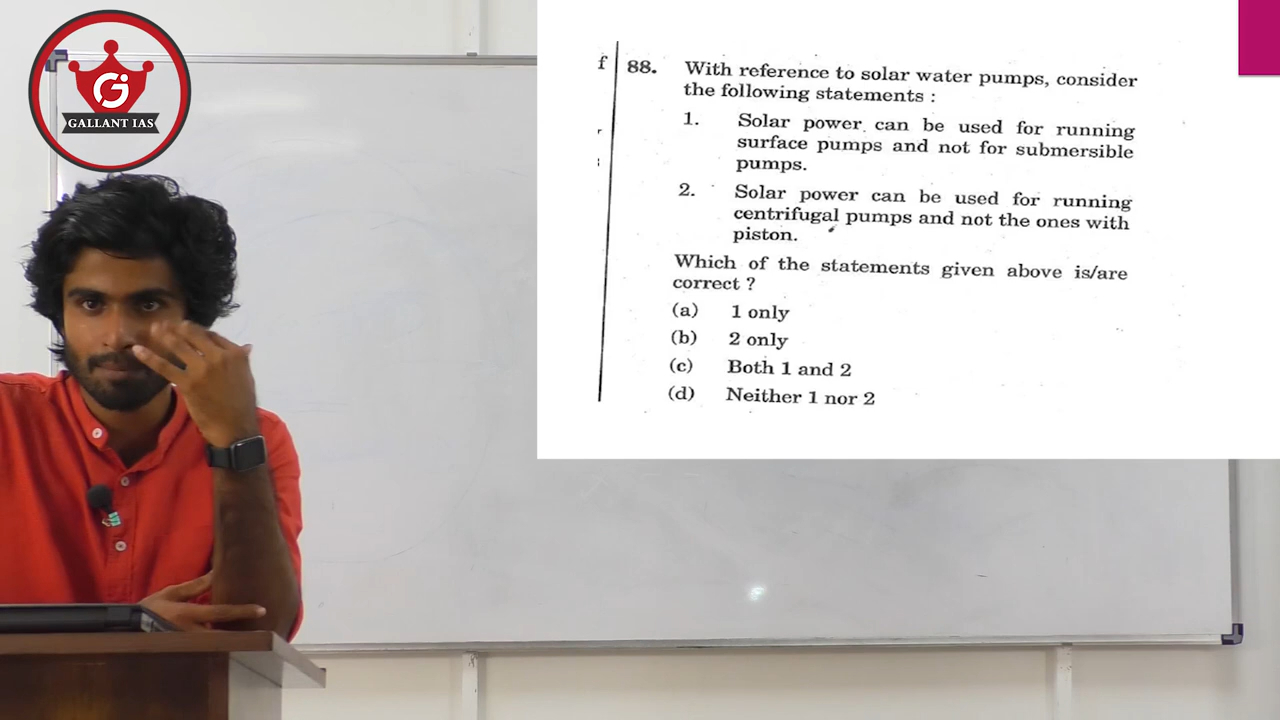 GALLANT IAS
f
88. With reference to solar water pumps, consider
the following statements :
1. Solar power can be used for running
surface pumps and not for submersible
pumps.
2. Solar power can be used for running
centrifugal pumps and not the ones with
piston.
Which of the statements given above is/are
correct ?
(a) 1 only
(b) 2 only
(c) Both 1 and 2
(d) Neither 1 nor 2